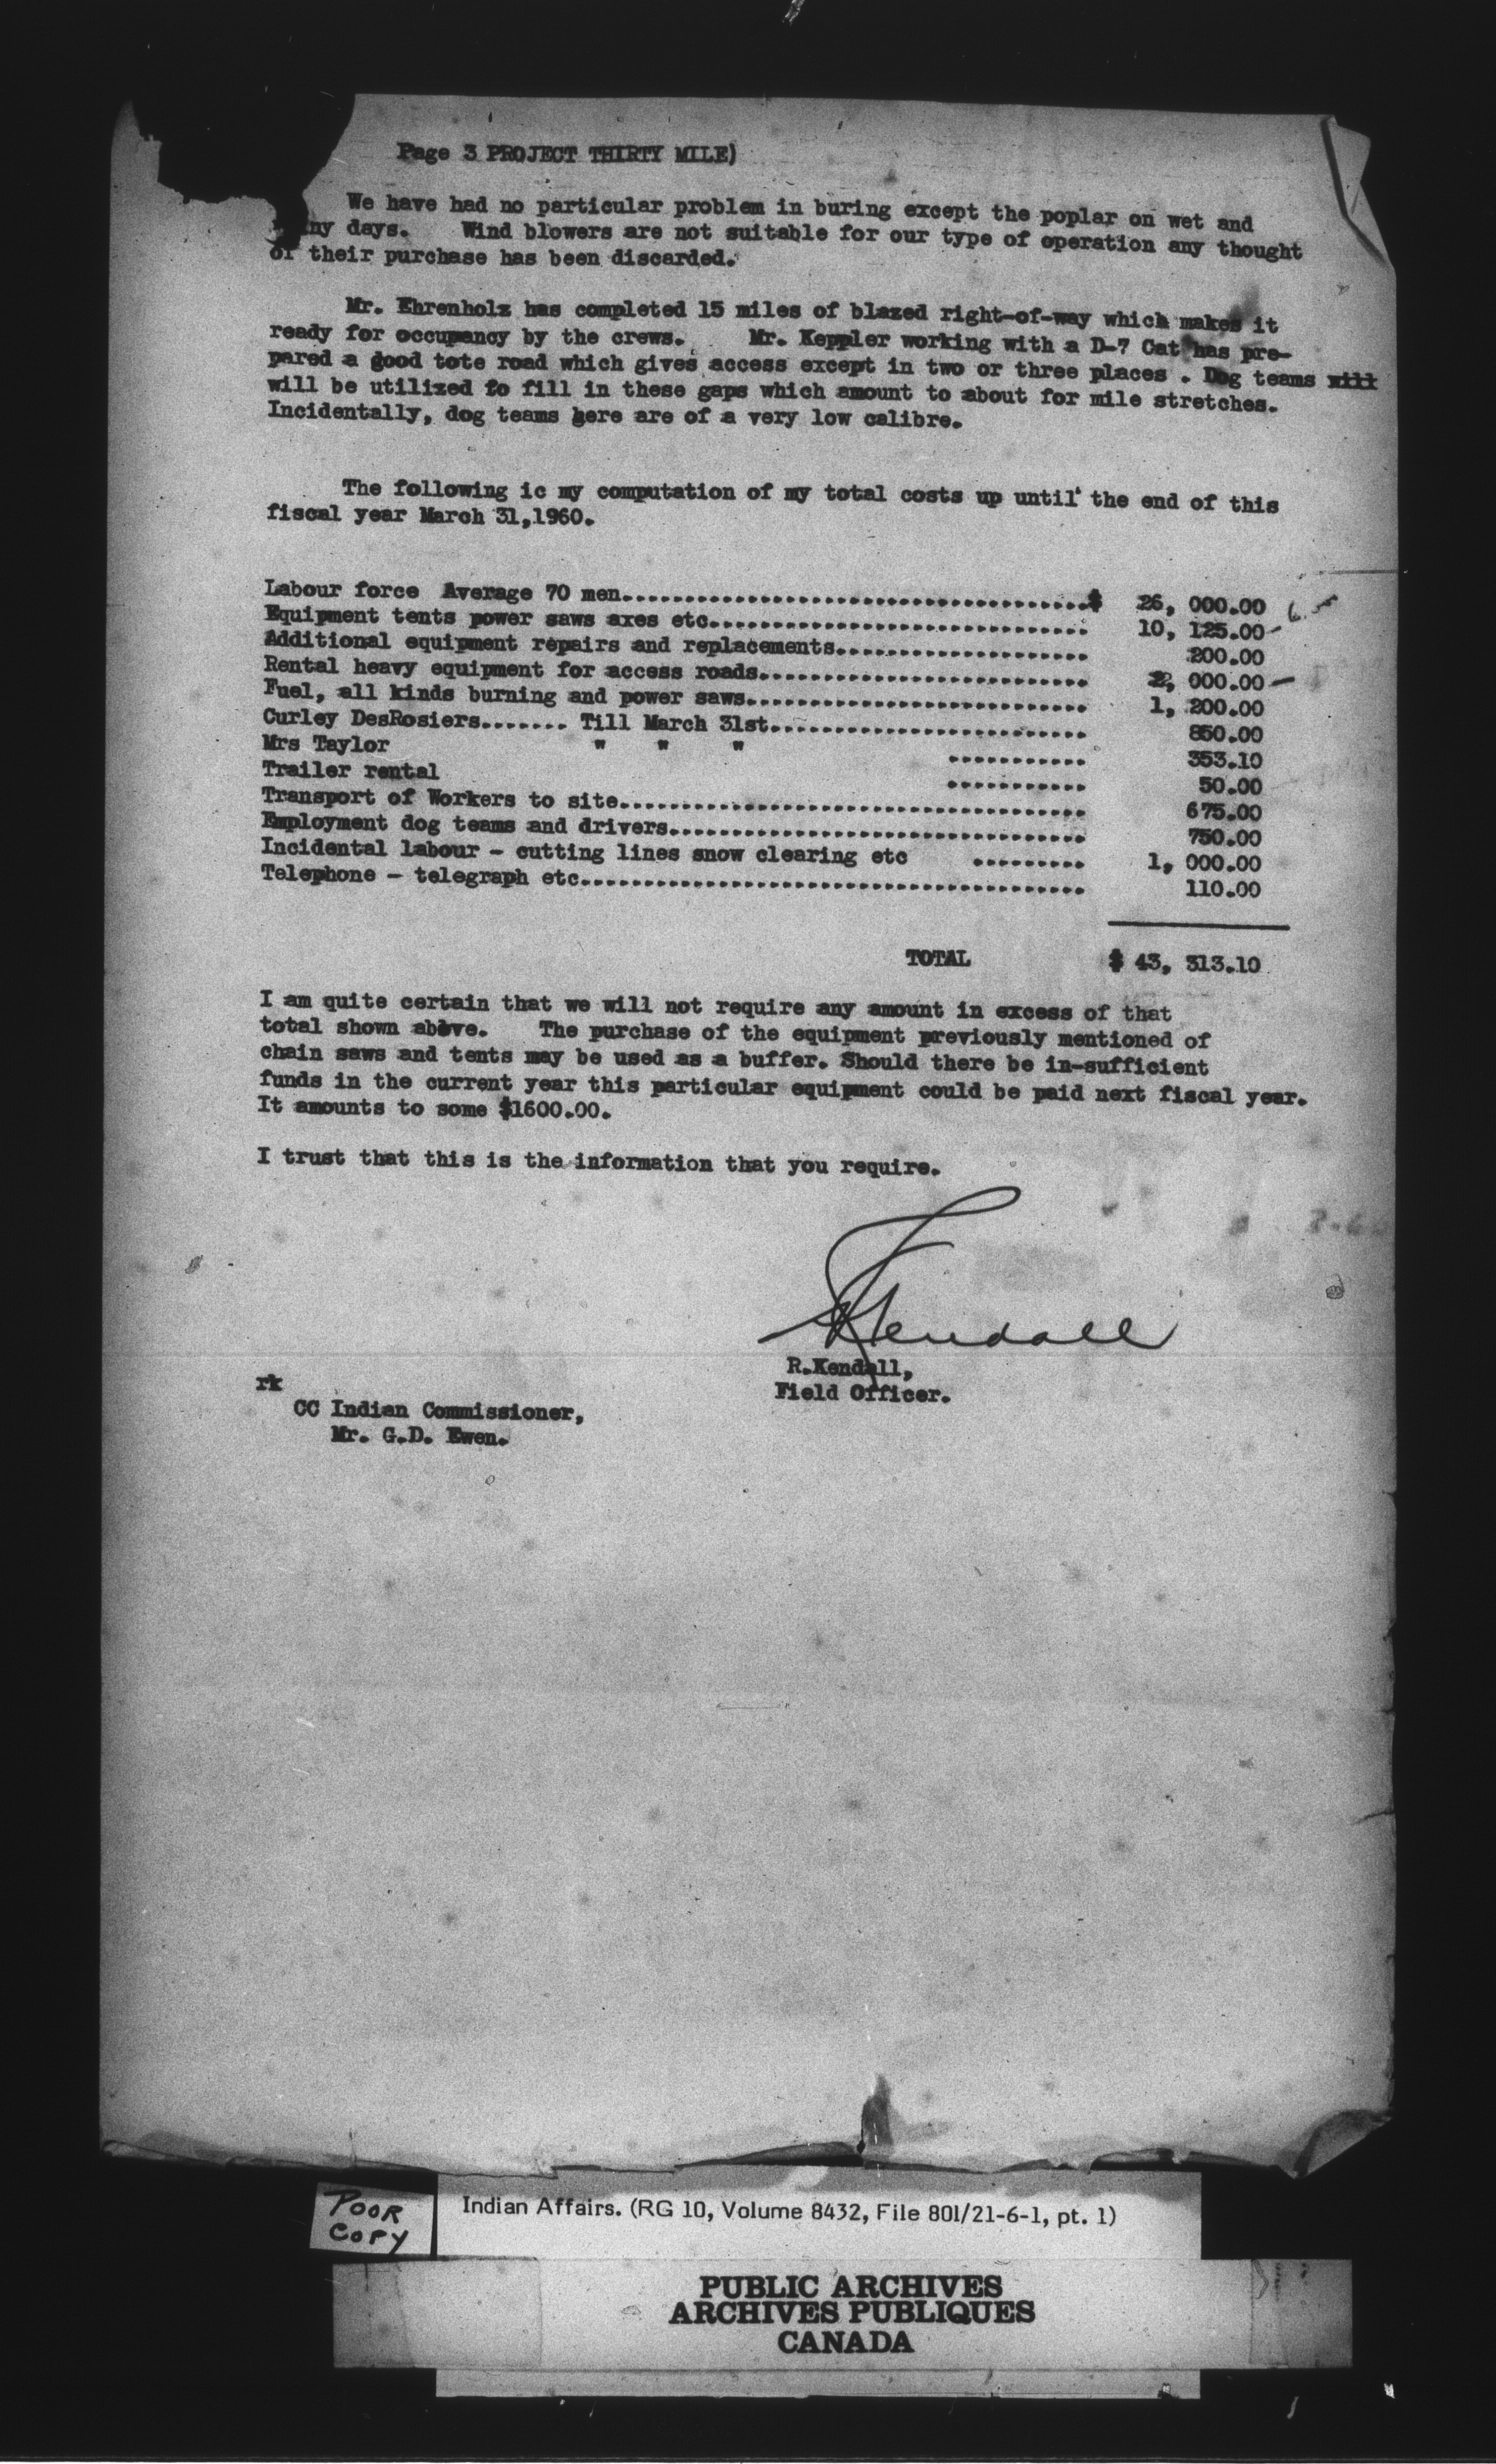 Page 3 PROJECT THIRTY MILE)
We have had no particular problem in buring except the poplar on wet and
ny days. Wind blowers are not suitable for our type of operation any thought
of their purchase has been discarded.
Mr. Ehrenholz has completed 15 miles of blazed right-of-way which makes it
ready for occupancy by the crews. Mr. Keppler working with a D-7 Cat has pre-
pared a good tote road which gives access except in two or three places . Dog teams will
will be utilized to fill in these gaps which amount to about for mile stretches.
Incidentally, dog teams here are of a very low calibre.
The following ic my computation of my total costs up until the end of this
fiscal year March 31,1960.
Labour force Average 70 men........................................$ 26, 000.00
Equipment tents power saws axes etc................................ 10, 125.00-
Additional equipment repairs and replacements...................... 200.00
Rental heavy equipment for access roads............................ 2, 000.00 -
Fuel, all kinds burning and power saws............................. 1, 200.00
Curley DesRosiers....... Till March 31st........................... 850.00
Mrs Taylor " " " ........... 353.10
Trailer rental ........... 50.00
Transport of Workers to site....................................... 675.00
Employment dog teams and drivers................................... 750.00
Incidental labour - cutting lines snow clearing etc ......... 1, 000.00
Telephone - telegraph etc.......................................... 110.00
TOTAL $ 43, 313.10
I am quite certain that we will not require any amount in excess of that
total shown above. The purchase of the equipment previously mentioned of
chain saws and tents may be used as a buffer. Should there be in-sufficient
funds in the current year this particular equipment could be paid next fiscal year.
It amounts to some $1600.00.
I trust that this is the information that you require.
Kendall
R.Kendall,
Field Officer.
rk
CC Indian Commissioner,
Mr. G.D. Ewen.
POOR
COPY
Indian Affairs. (RG 10, Volume 8432, File 801/21-6-1, pt. 1)
PUBLIC ARCHIVES
ARCHIVES PUBLIQUES
CANADA